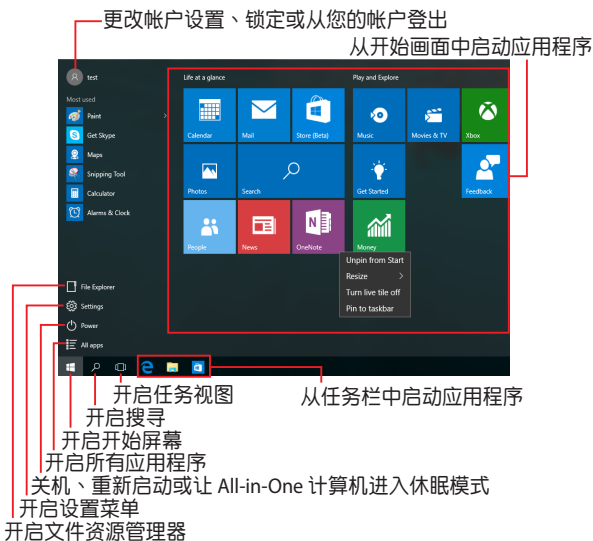 更改帐户设置、锁定或从您的帐户登出
从开始画面中启动应用程序
test
Life at a glance
Play and Explore
Most used
Paint
Get Skype
Maps
Snipping Tool
Calculator
Alarms & Clock
Calendar
Mail
Store (Beta)
Music
Movies & TV
Xbox
Photos
Search
Get Started
Feedback
People
News
OneNote
Money
Unpin from Start
Resize
Turn live tile off
Pin to taskbar
File Explorer
Settings
Power
All apps
开启任务视图
从任务栏中启动应用程序
开启搜寻
开启开始屏幕
开启所有应用程序
关机、重新启动或让 All-in-One 计算机进入休眠模式
开启设置菜单
开启文件资源管理器